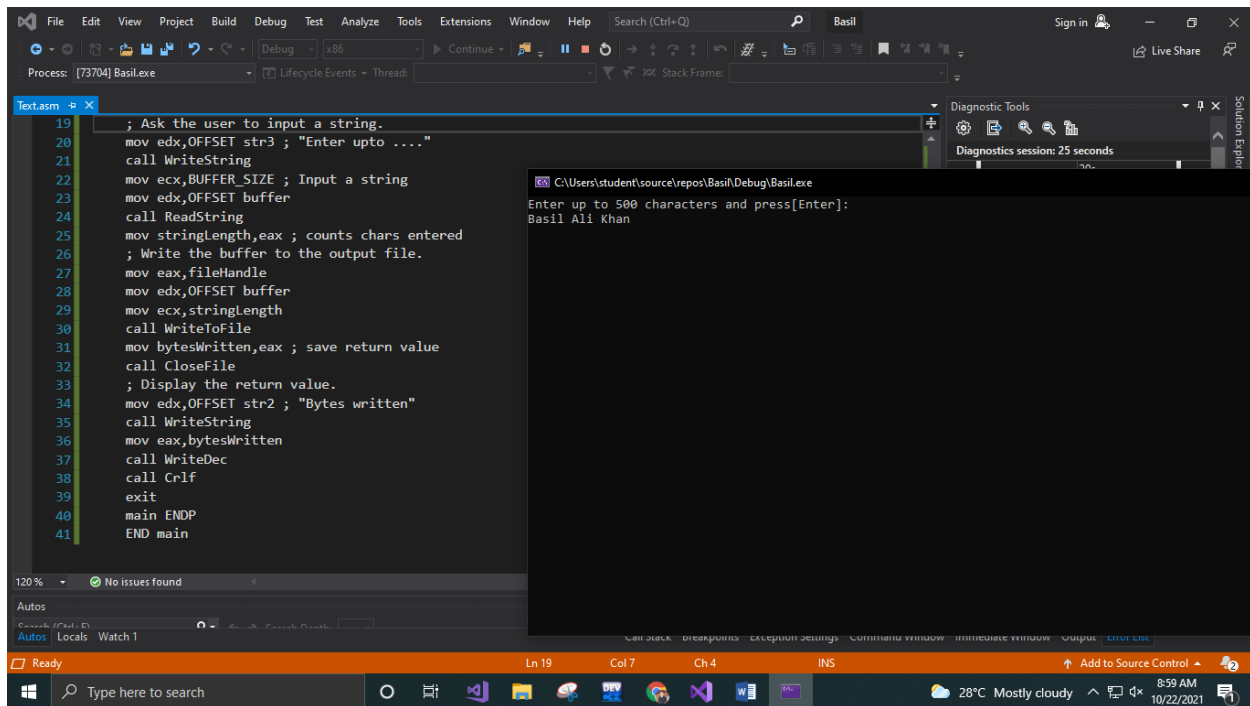 File Edit View Project Build Debug Test Analyze Tools Extensions Window Help Search (Ctrl+Q) Basil Sign in
Debug x86 Continue Live Share
Process: [73704] Basil.exe Lifecycle Events Thread: Stack Frame:
Text.asm
Diagnostic Tools
Solution Explor
Diagnostics session: 25 seconds
19 ; Ask the user to input a string.
20 mov edx,OFFSET str3 ; "Enter upto ...."
21 call WriteString
22 mov ecx,BUFFER_SIZE ; Input a string
23 mov edx,OFFSET buffer
24 call ReadString
25 mov stringLength,eax ; counts chars entered
26 ; Write the buffer to the output file.
27 mov eax,fileHandle
28 mov edx,OFFSET buffer
29 mov ecx,stringLength
30 call WriteToFile
31 mov bytesWritten,eax ; save return value
32 call CloseFile
33 ; Display the return value.
34 mov edx,OFFSET str2 ; "Bytes written"
35 call WriteString
36 mov eax,bytesWritten
37 call WriteDec
38 call Crlf
39 exit
40 main ENDP
41 END main
C:\Users\student\source\repos\Basil\Debug\Basil.exe
Enter up to 500 characters and press[Enter]:
Basil Ali Khan
120 % No issues found
Autos
Search (Ctrl+E) Search Depth:
Autos Locals Watch 1
Call Stack Breakpoints Exception Settings Command Window Immediate Window Output Error List
Ready Ln 19 Col 7 Ch 4 INS Add to Source Control 2
Type here to search DEV 28°C Mostly cloudy 8:59 AM
10/22/2021 1